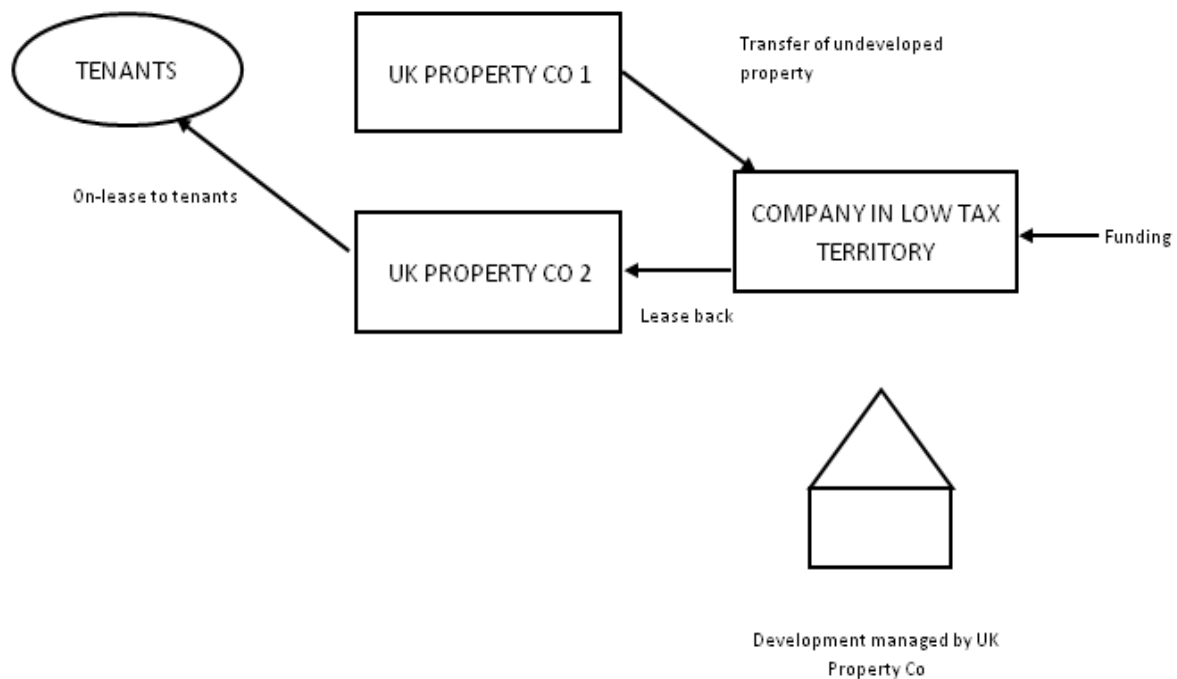 TENANTS
UK PROPERTY CO 1
Transfer of undeveloped
property
On-lease to tenants
UK PROPERTY CO 2
COMPANY IN LOW TAX
TERRITORY
Funding
Lease back
Development managed by UK
Property Co